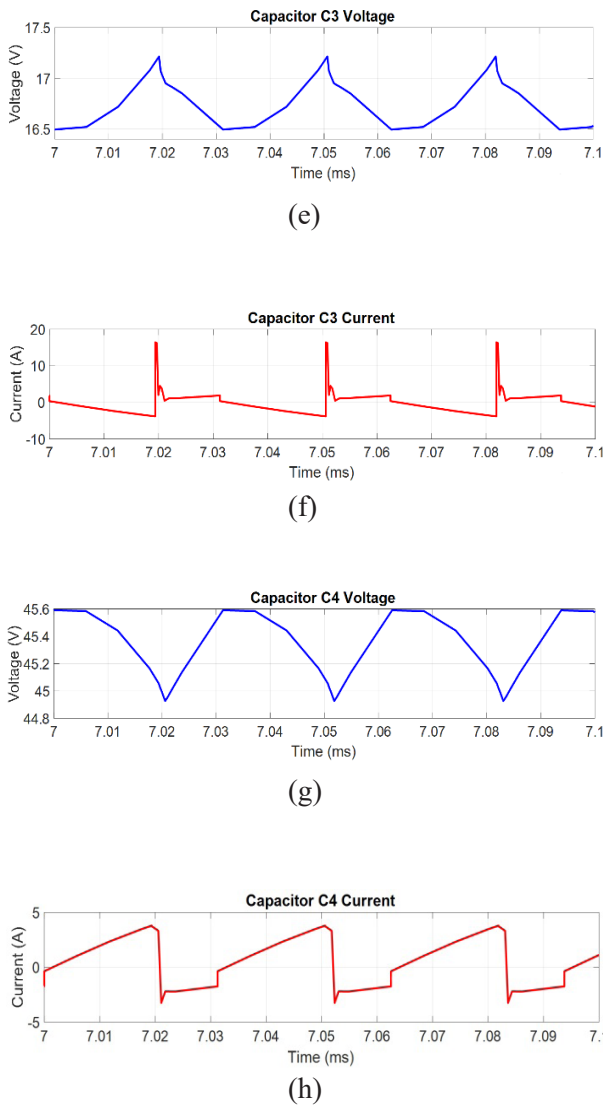 Capacitor C3 Voltage
17.5
17
16.5
Voltage (V)
7 7.01 7.02 7.03 7.04 7.05 7.06 7.07 7.08 7.09 7.1
Time (ms)
(e)
Capacitor C3 Current
20
10
0
-10
Current (A)
7 7.01 7.02 7.03 7.04 7.05 7.06 7.07 7.08 7.09 7.1
Time (ms)
(f)
Capacitor C4 Voltage
45.6
45.4
45.2
45
44.8
Voltage (V)
7 7.01 7.02 7.03 7.04 7.05 7.06 7.07 7.08 7.09 7.1
Time (ms)
(g)
Capacitor C4 Current
5
0
-5
Current (A)
7 7.01 7.02 7.03 7.04 7.05 7.06 7.07 7.08 7.09 7.1
Time (ms)
(h)